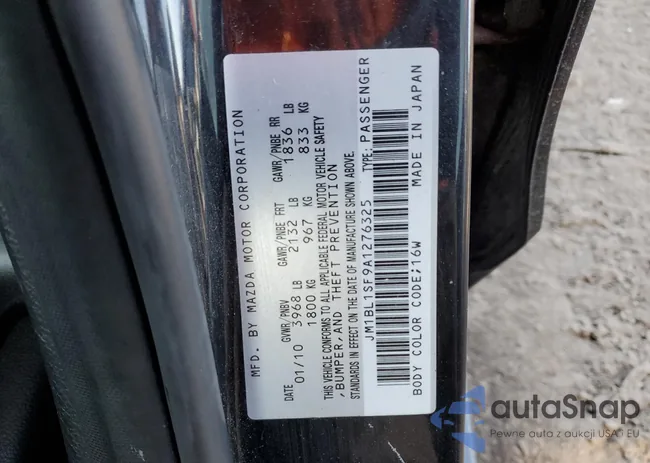 MFD. BY MAZDA MOTOR CORPORATION
DATE GVWR/PNBV GAWR/PNBE FRT GAWR/PNBE RR
01/10 3968 LB 2132 LB 1836 LB
1800 KG 967 KG 833 KG
THIS VEHICLE CONFORMS TO ALL APPLICABLE FEDERAL MOTOR VEHICLE SAFETY
, BUMPER, AND THEFT PREVENTION
STANDARDS IN EFFECT ON THE DATE OF MANUFACTURE SHOWN ABOVE.
JM1BL1SF9A1276325 TYPE: PASSENGER
BODY COLOR CODE;16W MADE IN JAPAN
autoSnap
Pewne auta z aukcji USA i EU